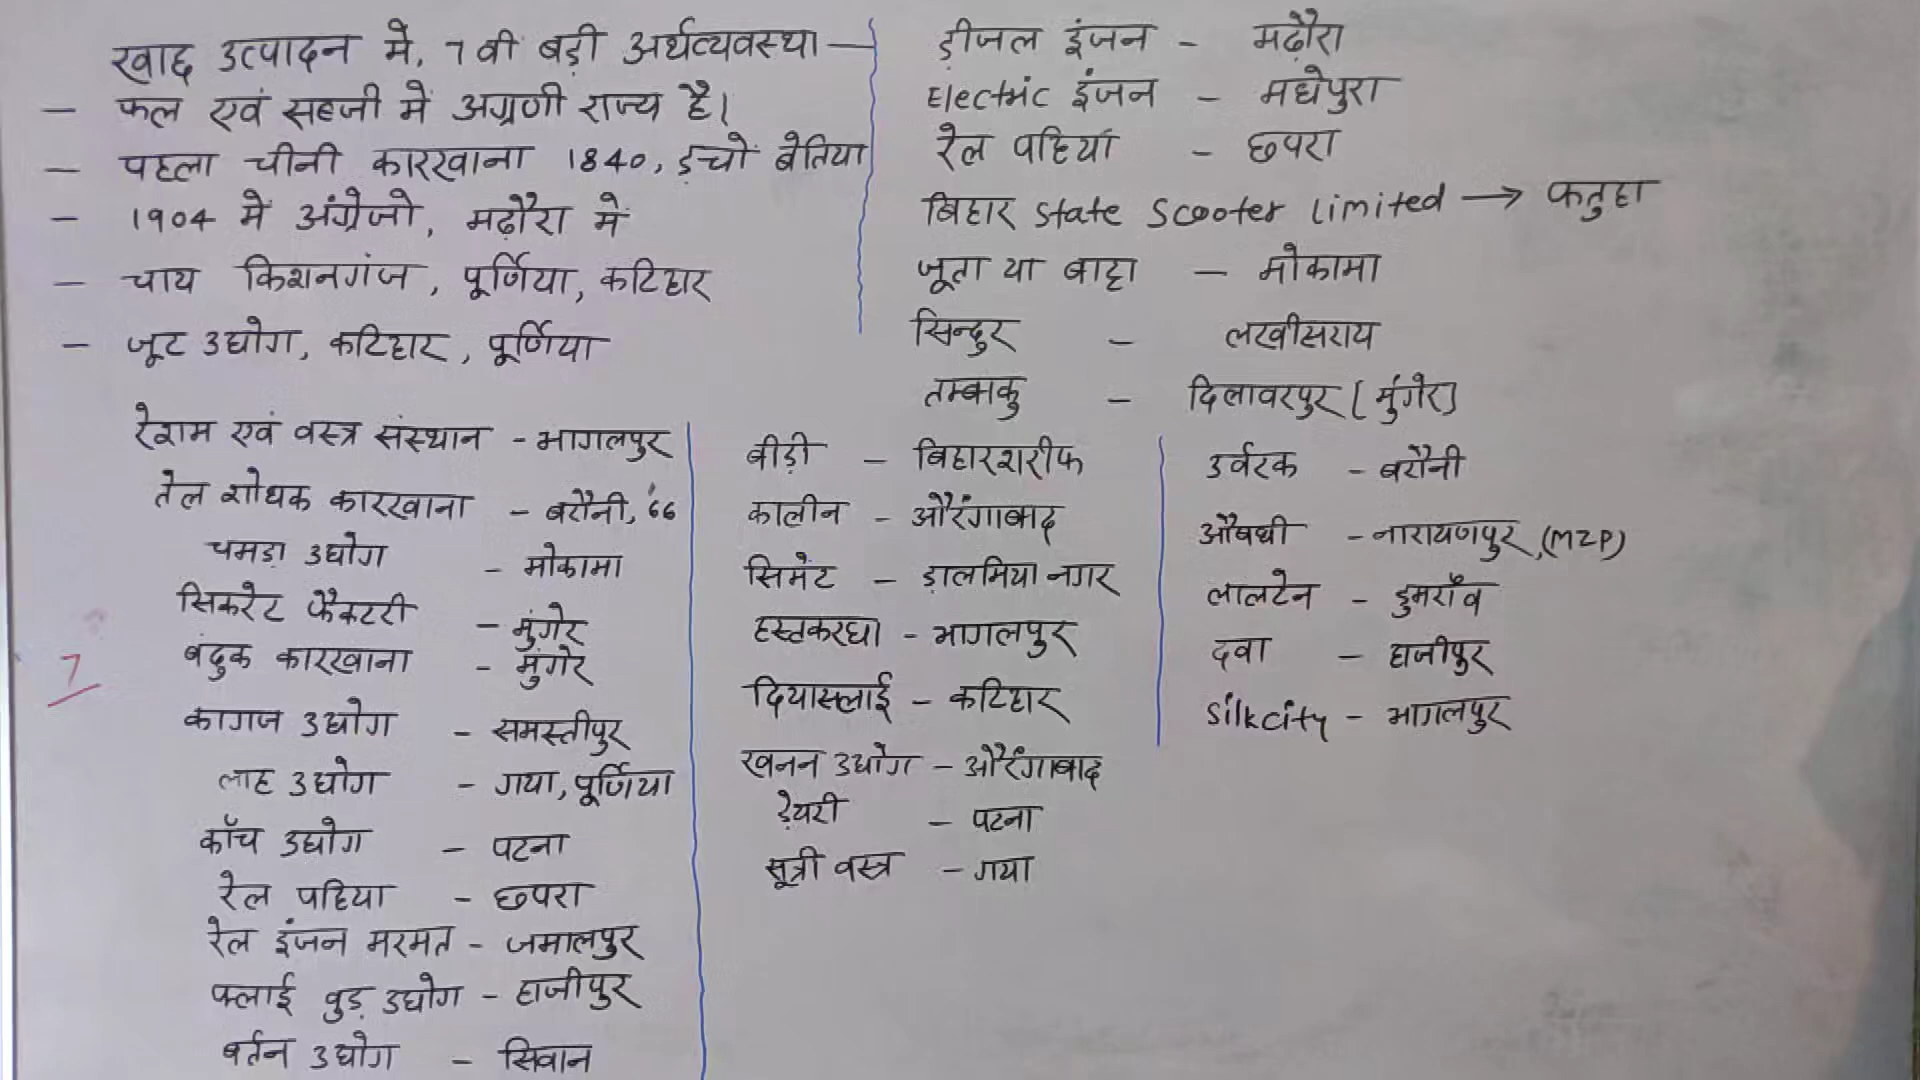 खाद्य उत्पादन मे, 7 वी बड़ी अर्थव्यवस्था —
— फल एवं सब्जी में अग्रणी राज्य है।
— पहला चीनी कारखाना 1840, डचों बेतिया
— 1904 में अंग्रेजो, मढ़ौरा में
— चाय किशनगंज, पूर्णिया, कटिहार
— जूट उद्योग, कटिहार, पूर्णिया
डीजल इंजन - मढ़ौरा
Electric इंजन - मधेपुरा
रेल पहिया - छपरा
बिहार State Scooter Limited → फतुहा
जूता या बाटा - मोकामा
सिन्दुर - लखीसराय
तम्बाकु - दिलावरपुर (मुंगेर)
रेशम एवं वस्त्र संस्थान - भागलपुर
तेल शोधक कारखाना - बरौनी, '66
चमड़ा उद्योग - मोकामा
सिकरेट फैकटरी - मुंगेर
बंदुक कारखाना - मुंगेर
7
कागज उद्योग - समस्तीपुर
लाह उद्योग - गया, पूर्णिया
काँच उद्योग - पटना
रेल पहिया - छपरा
रेल इंजन मरमत - जमालपुर
प्लाई वुड उद्योग - हाजीपुर
बर्तन उद्योग - सिवान
बीड़ी - बिहारशरीफ
कालीन - औरंगाबाद
सिमेंट - डालमिया नगर
हस्तकरघा - भागलपुर
दियासलाई - कटिहार
खनन उद्योग - औरंगाबाद
डेयरी - पटना
सूत्री वस्त्र - गया
उर्वरक - बरौनी
औषधी - नारायणपुर, (MZP)
लालटेन - डुमराँव
दवा - हाजीपुर
Silkcity - भागलपुर